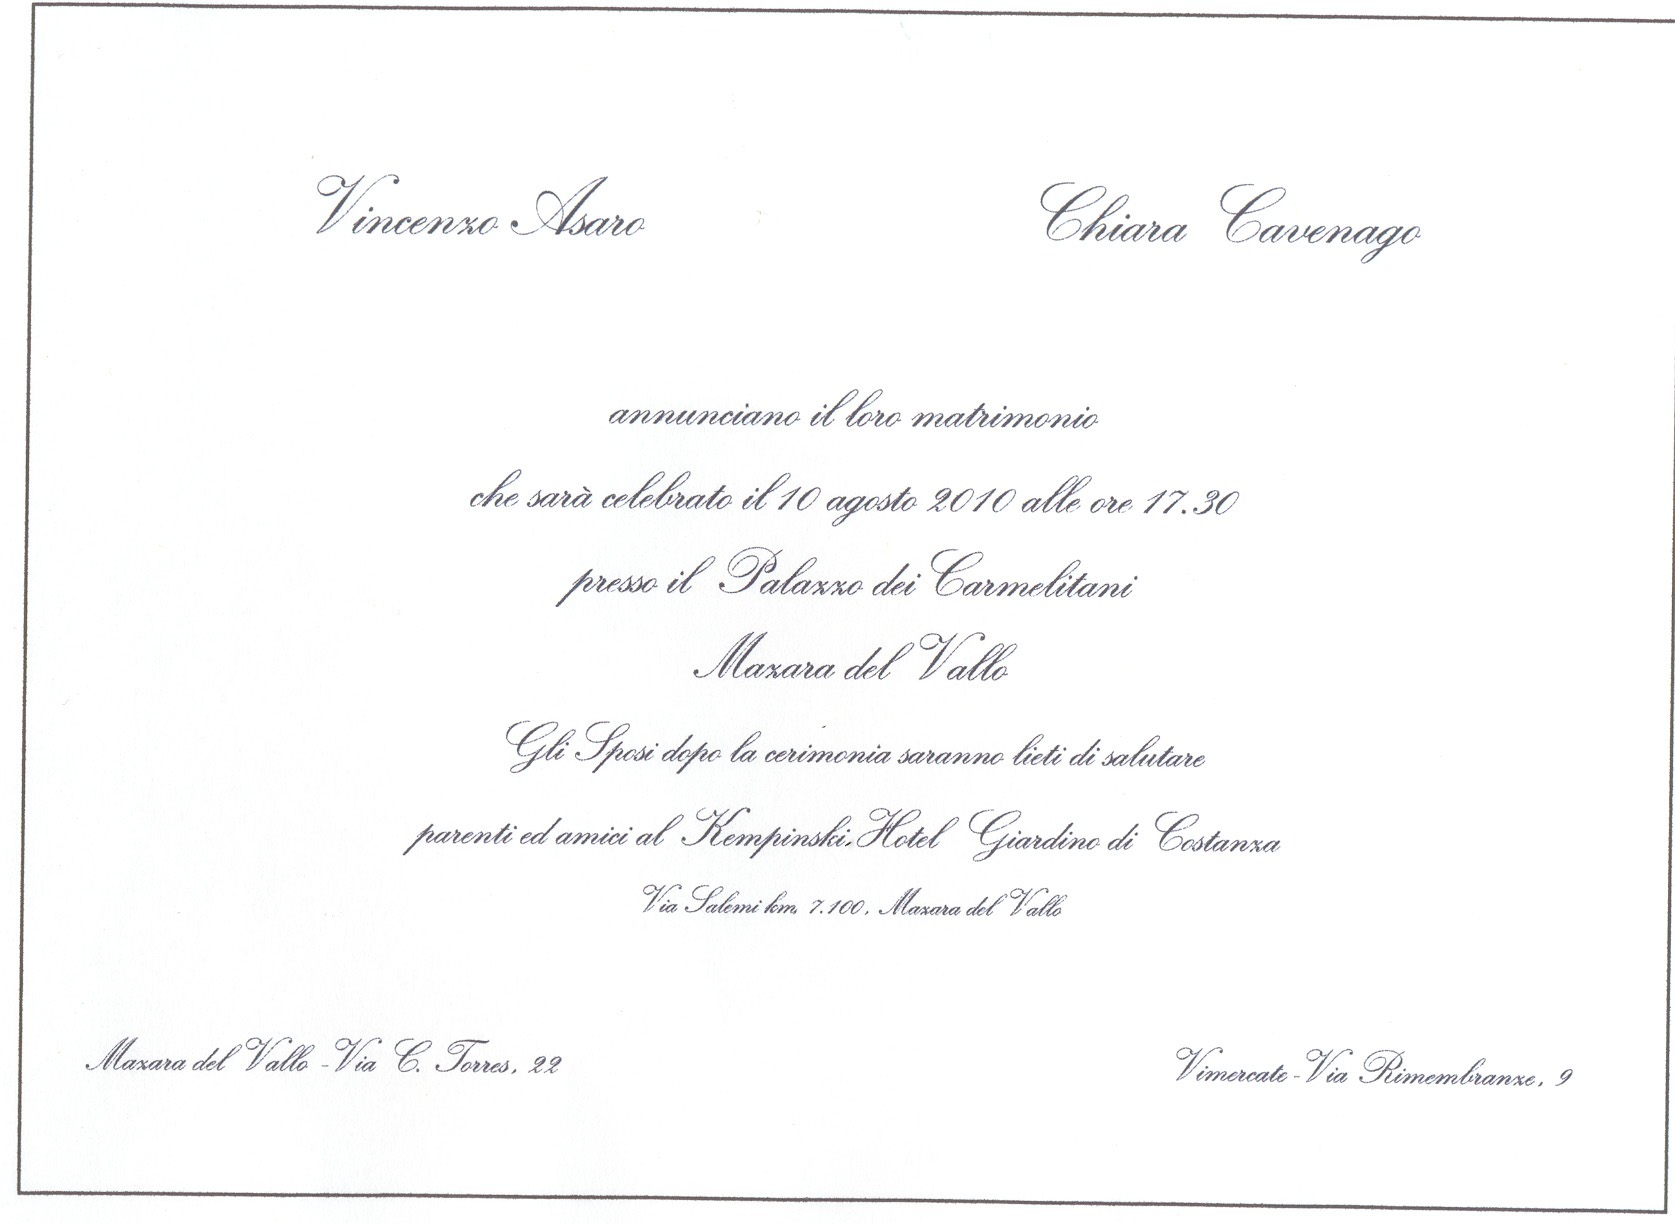 Vincenzo Asaro Chiara Cavenago
annunciano il loro matrimonio
che sarà celebrato il 10 agosto 2010 alle ore 17.30
presso il Palazzo dei Carmelitani
Mazara del Vallo
Gli Sposi dopo la cerimonia saranno lieti di salutare
parenti ed amici al Kempinski, Hotel Giardino di Costanza
Via Salemi km, 7.100, Mazara del Vallo
Mazara del Vallo - Via C. Torres, 22
Vimercate - Via Rimembranze, 9